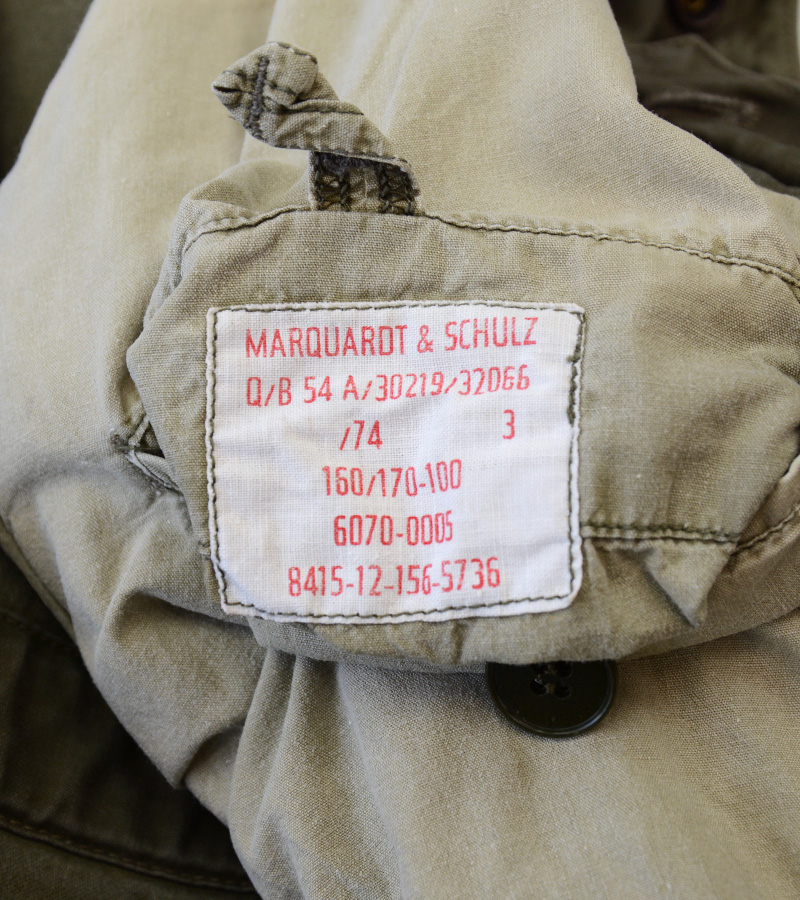 MARQUARDT & SCHULZ
Q/B 54 A/30219/32066
/74 3
160/170-100
6070-0005
8415-12-156-5736